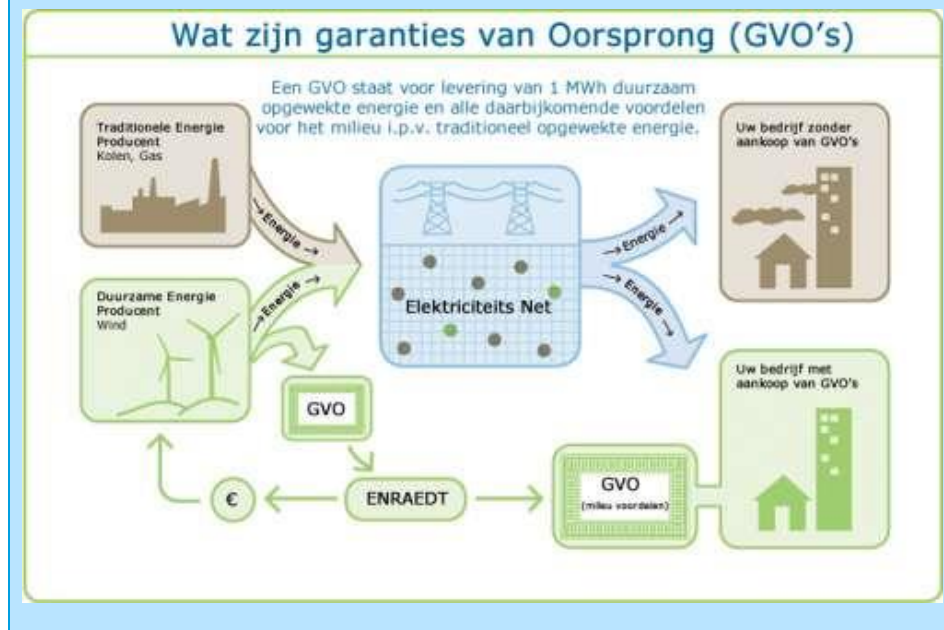 Wat zijn garanties van Oorsprong (GVO's)
Een GVO staat voor levering van 1 MWh duurzaam
opgewekte energie en alle daarbijkomende voordelen
voor het milieu i.p.v. traditioneel opgewekte energie.
Traditionele Energie
Producent
Kolen, Gas
→Energie →
Duurzame Energie
Producent
Wind
→Energie →
Elektriciteits Net
→Energie →
→Energie →
Uw bedrijf zonder
aankoop van GVO's
Uw bedrijf met
aankoop van GVO's
GVO
€
ENRAEDT
GVO
(milieu voordelen)